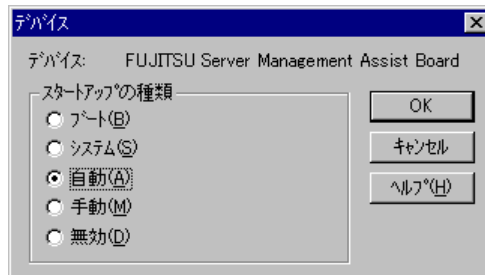 デバイス
デバイス: FUJITSU Server Management Assist Board
スタートアップの種類
ブート(B)
システム(S)
自動(A)
手動(M)
無効(D)
OK
キャンセル
ヘルプ(H)